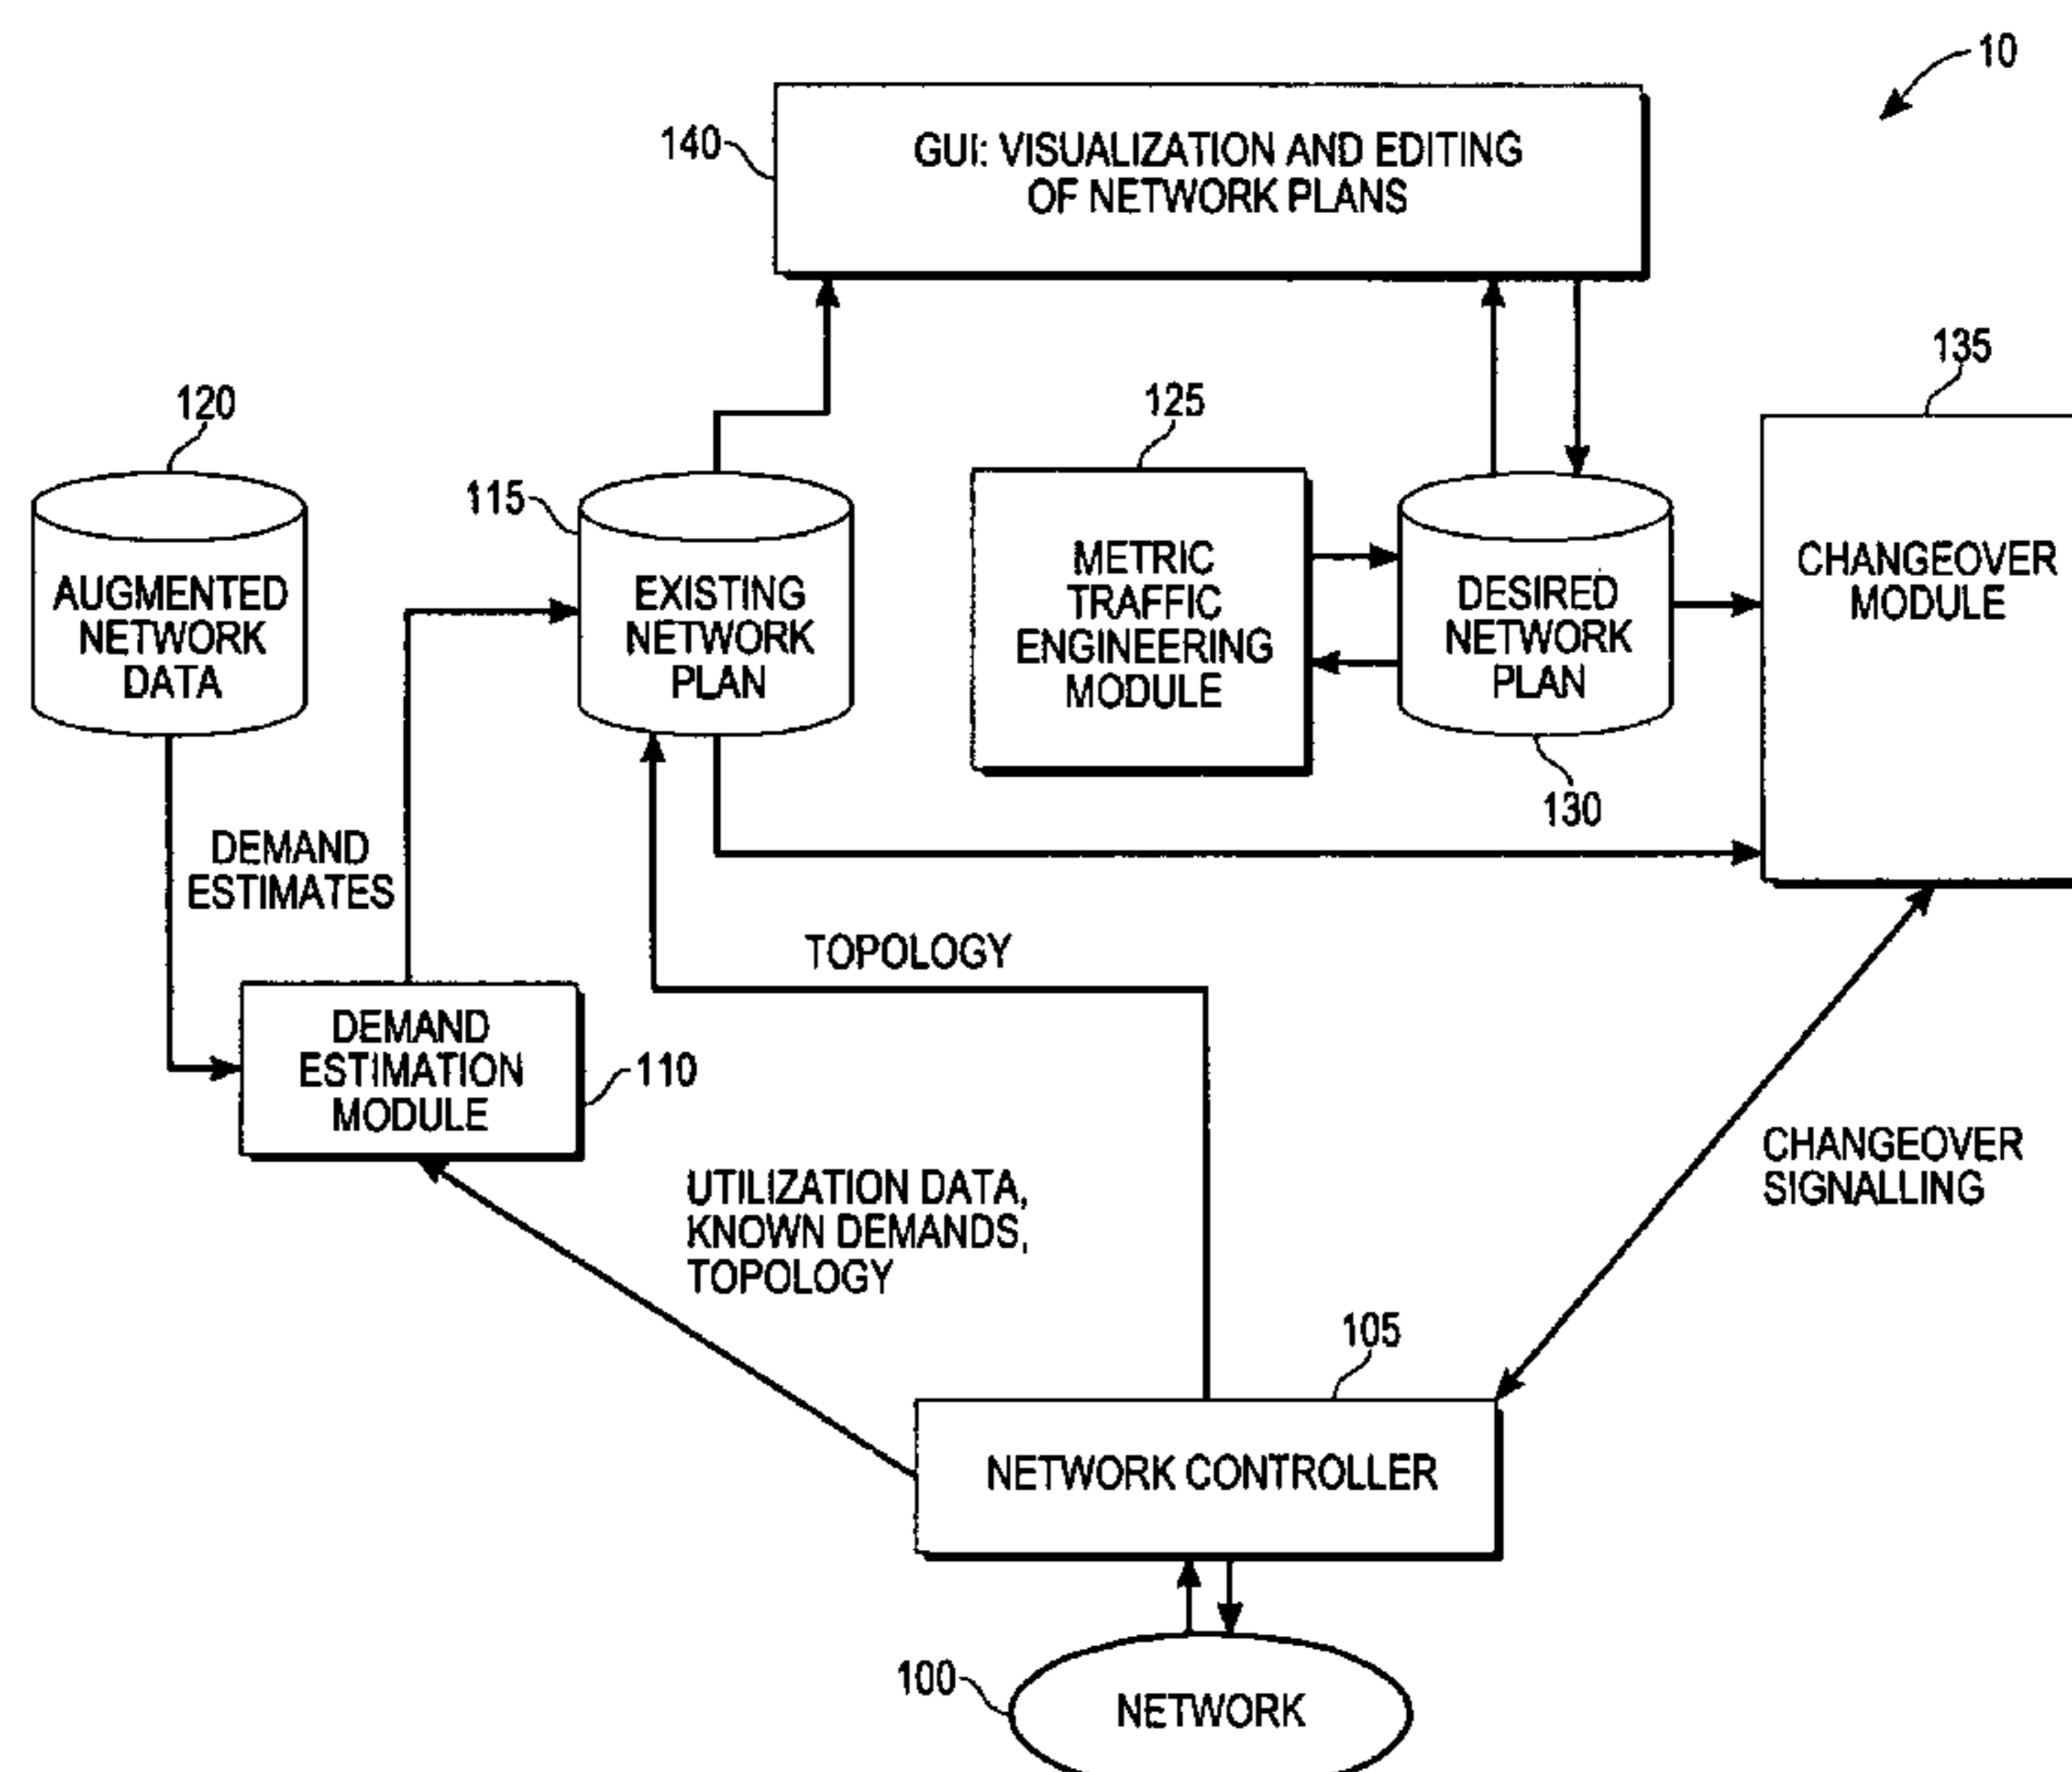 10
140
GUI: VISUALIZATION AND EDITING
OF NETWORK PLANS
135
120
125
115
AUGMENTED
NETWORK
DATA
EXISTING
NETWORK
PLAN
METRIC
TRAFFIC
ENGINEERING
MODULE
DESIRED
NETWORK
PLAN
CHANGEOVER
MODULE
130
DEMAND
ESTIMATES
TOPOLOGY
DEMAND
ESTIMATION
MODULE
110
CHANGEOVER
SIGNALLING
UTILIZATION DATA,
KNOWN DEMANDS,
TOPOLOGY
105
NETWORK CONTROLLER
100
NETWORK